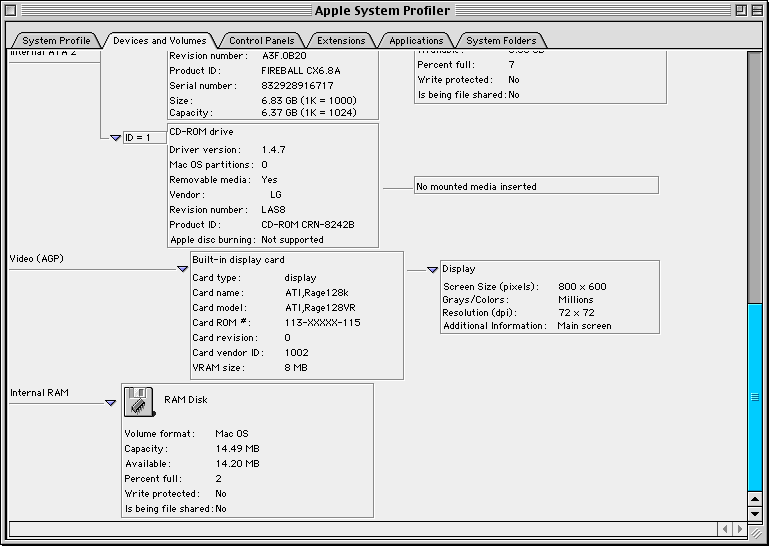 Apple System Profiler
System Profile
Devices and Volumes
Control Panels
Extensions
Applications
System Folders
Internal ATA 2
Revision number: A3F.0B20
Product ID: FIREBALL CX6.8A
Serial number: 832928916717
Size: 6.83 GB (1K = 1000)
Capacity: 6.37 GB (1K = 1024)
Percent full: 7
Write protected: No
Is being file shared: No
ID = 1
CD-ROM drive
Driver version: 1.4.7
Mac OS partitions: 0
Removable media: Yes
Vendor: LG
Revision number: LAS8
Product ID: CD-ROM CRN-8242B
Apple disc burning: Not supported
No mounted media inserted
Video (AGP)
Built-in display card
Card type: display
Card name: ATI,Rage128k
Card model: ATI,Rage128VR
Card ROM #: 113-XXXXX-115
Card revision: 0
Card vendor ID: 1002
VRAM size: 8 MB
Display
Screen Size (pixels): 800 x 600
Grays/Colors: Millions
Resolution (dpi): 72 x 72
Additional Information: Main screen
Internal RAM
RAM Disk
Volume format: Mac OS
Capacity: 14.49 MB
Available: 14.20 MB
Percent full: 2
Write protected: No
Is being file shared: No